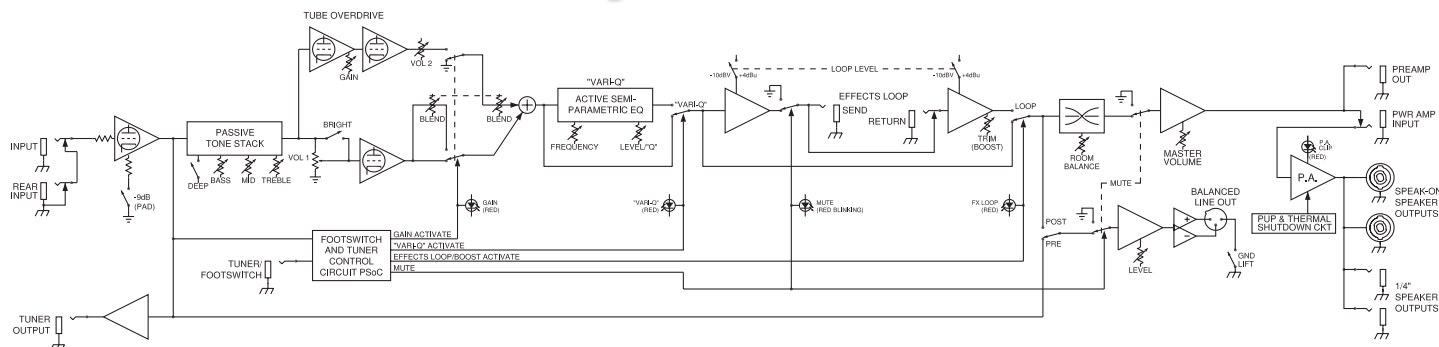 TUBE OVERDRIVE
GAIN
VOL 2
"VARI-Q"
ACTIVE SEMI-
PARAMETRIC EQ
FREQUENCY
LEVEL/"Q"
BLEND
BLEND
"VARI-Q"
-10dBV
+4dBu
LOOP LEVEL
-10dBV
+4dBu
EFFECTS LOOP
SEND
RETURN
LOOP
TRIM
(BOOST)
ROOM
BALANCE
MASTER
VOLUME
PREAMP
OUT
PWR AMP
INPUT
P.A.
CLIP
(RED)
P.A.
PUP & THERMAL
SHUTDOWN CKT
SPEAK-ON
SPEAKER
OUTPUTS
1/4"
SPEAKER
OUTPUTS
INPUT
REAR
INPUT
-9dB
(PAD)
PASSIVE
TONE STACK
DEEP
BASS
MID
TREBLE
BRIGHT
VOL 1
GAIN
(RED)
"VARI-Q"
(RED)
MUTE
(RED BLINKING)
FX LOOP
(RED)
MUTE
POST
PRE
LEVEL
BALANCED
LINE OUT
+
−
GND
LIFT
FOOTSWITCH
AND TUNER
CONTROL
CIRCUIT PSoC
GAIN ACTIVATE
"VARI-Q" ACTIVATE
EFFECTS LOOP/BOOST ACTIVATE
MUTE
TUNER/
FOOTSWITCH
TUNER
OUTPUT